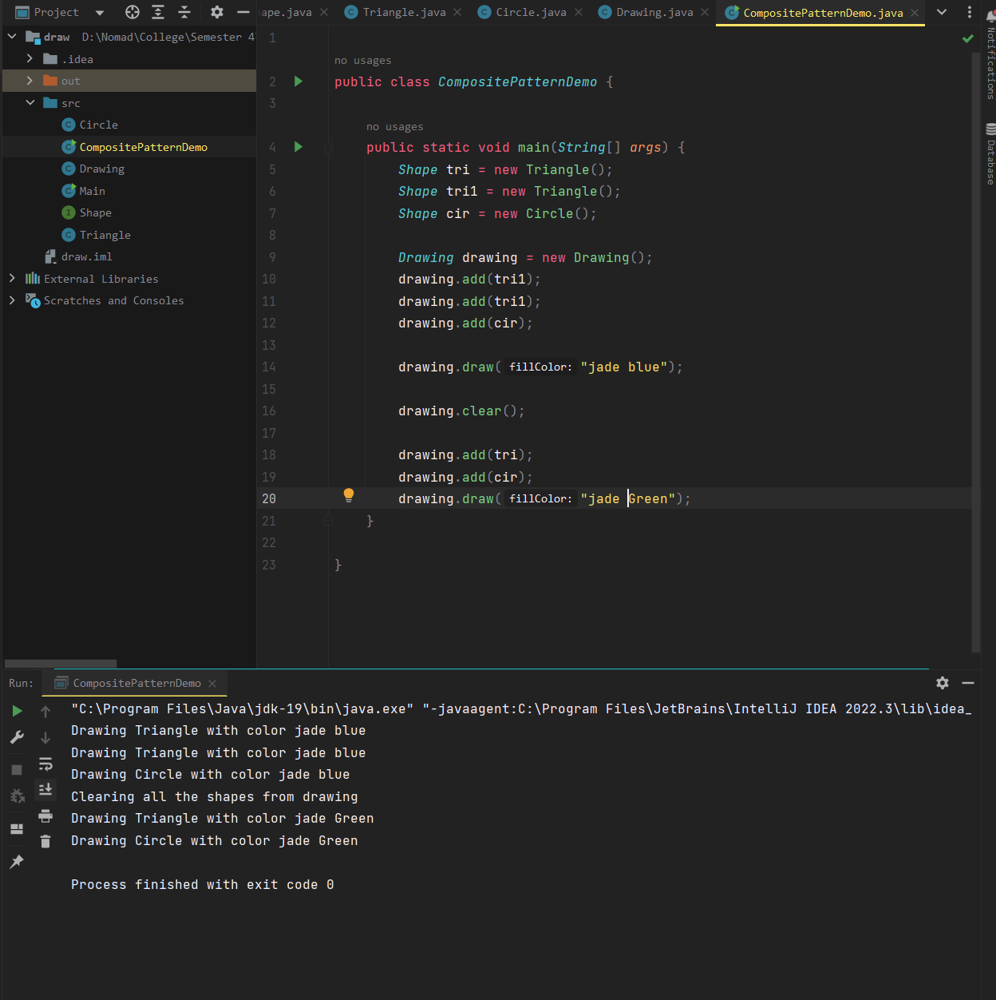 Project
ape.java
Triangle.java
Circle.java
Drawing.java
CompositePatternDemo.java
draw D:\Nomad\College\Semester 4
.idea
out
src
Circle
CompositePatternDemo
Drawing
Main
Shape
Triangle
draw.iml
External Libraries
Scratches and Consoles
1
no usages
2 public class CompositePatternDemo {
3
no usages
4 public static void main(String[] args) {
5 Shape tri = new Triangle();
6 Shape tri1 = new Triangle();
7 Shape cir = new Circle();
8
9 Drawing drawing = new Drawing();
10 drawing.add(tri1);
11 drawing.add(tri1);
12 drawing.add(cir);
13
14 drawing.draw( fillColor: "jade blue");
15
16 drawing.clear();
17
18 drawing.add(tri);
19 drawing.add(cir);
20 drawing.draw( fillColor: "jade Green");
21 }
22
23 }
Notifications
Database
Run: CompositePatternDemo
"C:\Program Files\Java\jdk-19\bin\java.exe" "-javaagent:C:\Program Files\JetBrains\IntelliJ IDEA 2022.3\lib\idea_
Drawing Triangle with color jade blue
Drawing Triangle with color jade blue
Drawing Circle with color jade blue
Clearing all the shapes from drawing
Drawing Triangle with color jade Green
Drawing Circle with color jade Green
Process finished with exit code 0